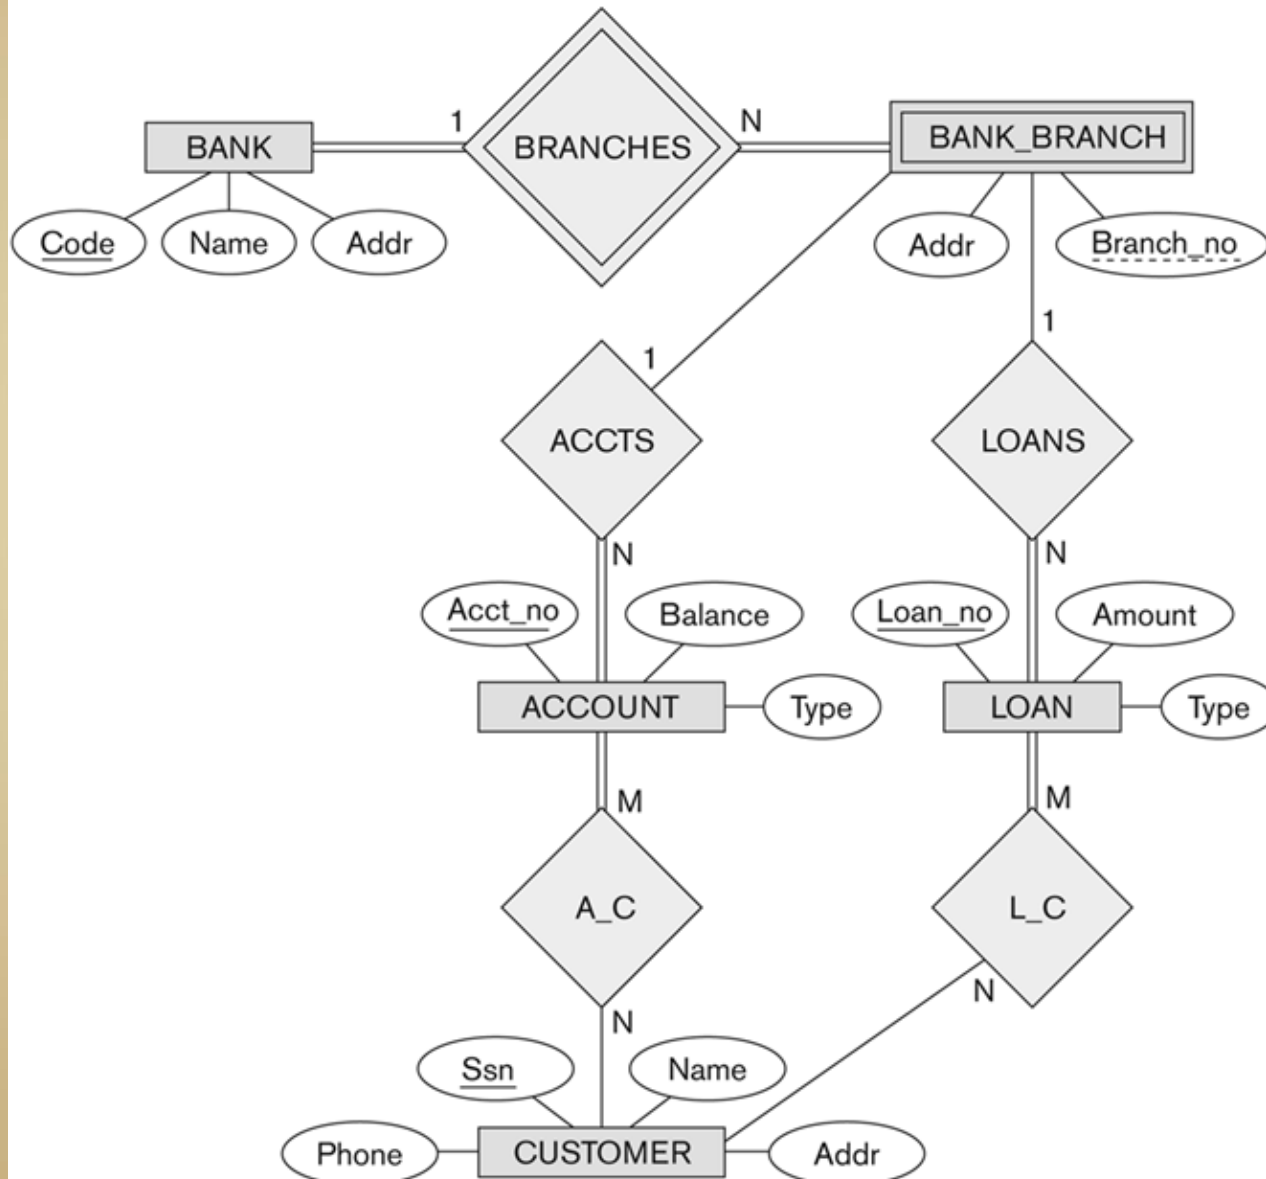 1
N
BANK
BRANCHES
BANK_BRANCH
Code
Name
Addr
Addr
Branch_no
1
1
ACCTS
LOANS
N
N
Acct_no
Balance
Loan_no
Amount
ACCOUNT
Type
LOAN
Type
M
M
A_C
L_C
N
N
Ssn
Name
Phone
CUSTOMER
Addr